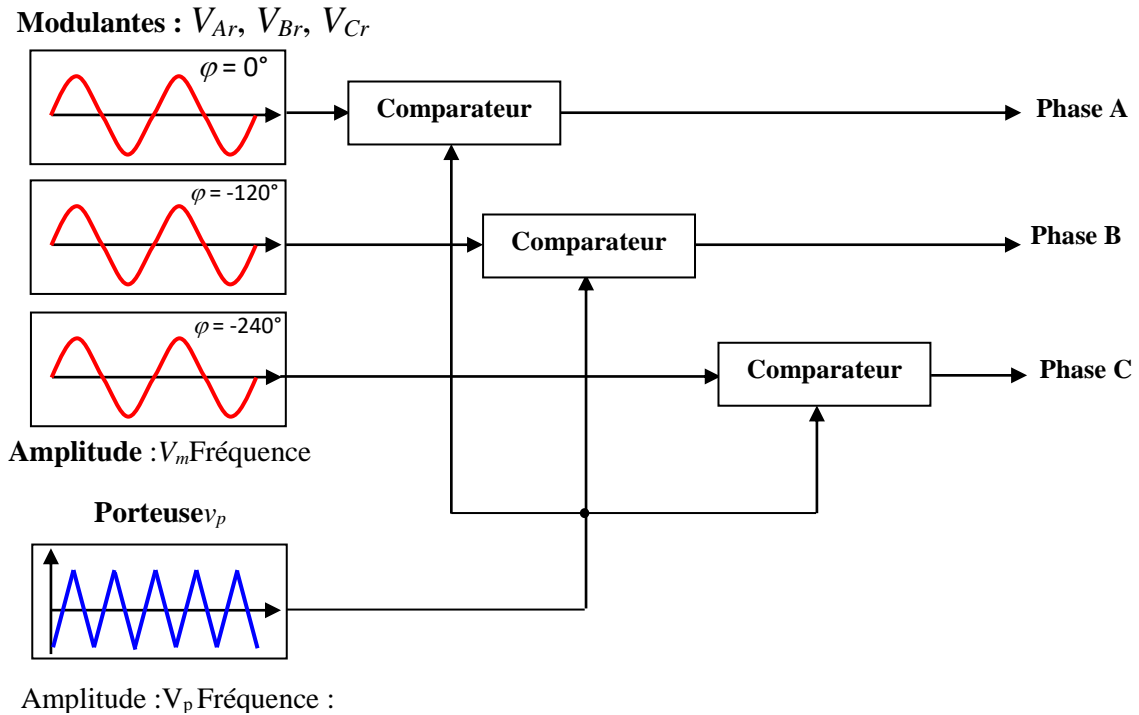 Modulantes : V_Ar, V_Br, V_Cr
φ = 0°
Comparateur
Phase A
φ = -120°
Comparateur
Phase B
φ = -240°
Comparateur
Phase C
Amplitude :V_mFréquence
Porteusev_p
Amplitude :V_p Fréquence :